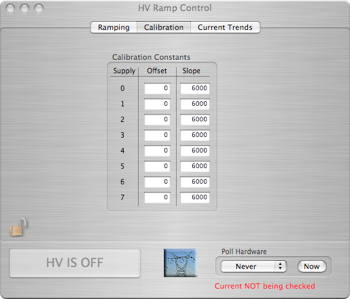 HV Ramp Control
Ramping Calibration Current Trends
Calibration Constants
Supply Offset Slope
0 0 6000
1 0 6000
2 0 6000
3 0 6000
4 0 6000
5 0 6000
6 0 6000
7 0 6000
HV IS OFF
Poll Hardware
Never Now
Current NOT being checked